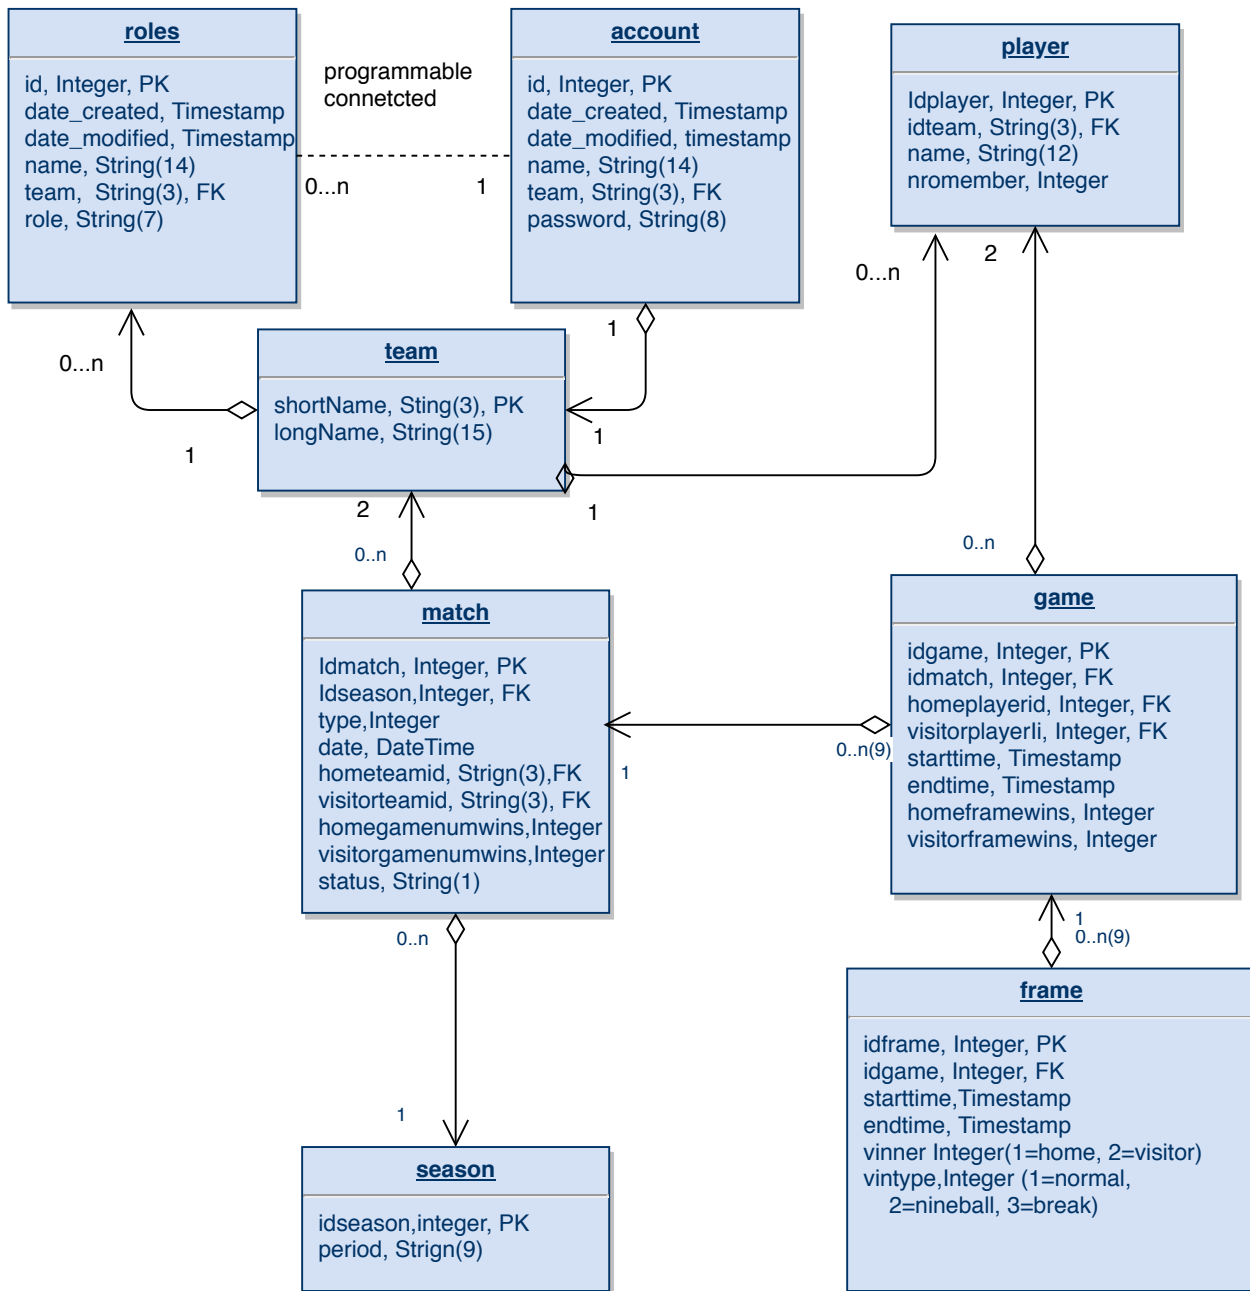 roles
id, Integer, PK
date_created, Timestamp
date_modified, Timestamp
name, String(14)
team,  String(3), FK
role, String(7)
programmable
connetcted
0...n
1
account
id, Integer, PK
date_created, Timestamp
date_modified, timestamp
name, String(14)
team, String(3), FK
password, String(8)
player
Idplayer, Integer, PK
idteam, String(3), FK
name, String(12)
nromember, Integer
0...n
2
1
0...n
1
team
shortName, Sting(3), PK
longName, String(15)
1
1
2
0..n
0..n
match
Idmatch, Integer, PK
Idseason,Integer, FK
type,Integer
date, DateTime
hometeamid, Strign(3),FK
visitorteamid, String(3), FK
homegamenumwins,Integer
visitorgamenumwins,Integer
status, String(1)
game
idgame, Integer, PK
idmatch, Integer, FK
homeplayerid, Integer, FK
visitorplayerIi, Integer, FK
starttime, Timestamp
endtime, Timestamp
homeframewins, Integer
visitorframewins, Integer
0..n(9)
1
0..n
1
1
0..n(9)
season
idseason,integer, PK
period, Strign(9)
frame
idframe, Integer, PK
idgame, Integer, FK
starttime,Timestamp
endtime, Timestamp
vinner Integer(1=home, 2=visitor)
vintype,Integer (1=normal,
2=nineball, 3=break)